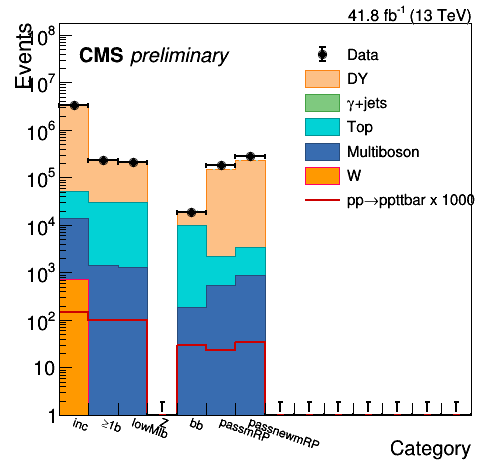 41.8 fb⁻¹ (13 TeV)
Events
CMS preliminary
Data
DY
γ+jets
Top
Multiboson
W
pp→ppttbar x 1000
10⁸
10⁷
10⁶
10⁵
10⁴
10³
10²
10
1
inc
≥1b
lowMlb
Z
bb
passmRP
passnewmRP
Category